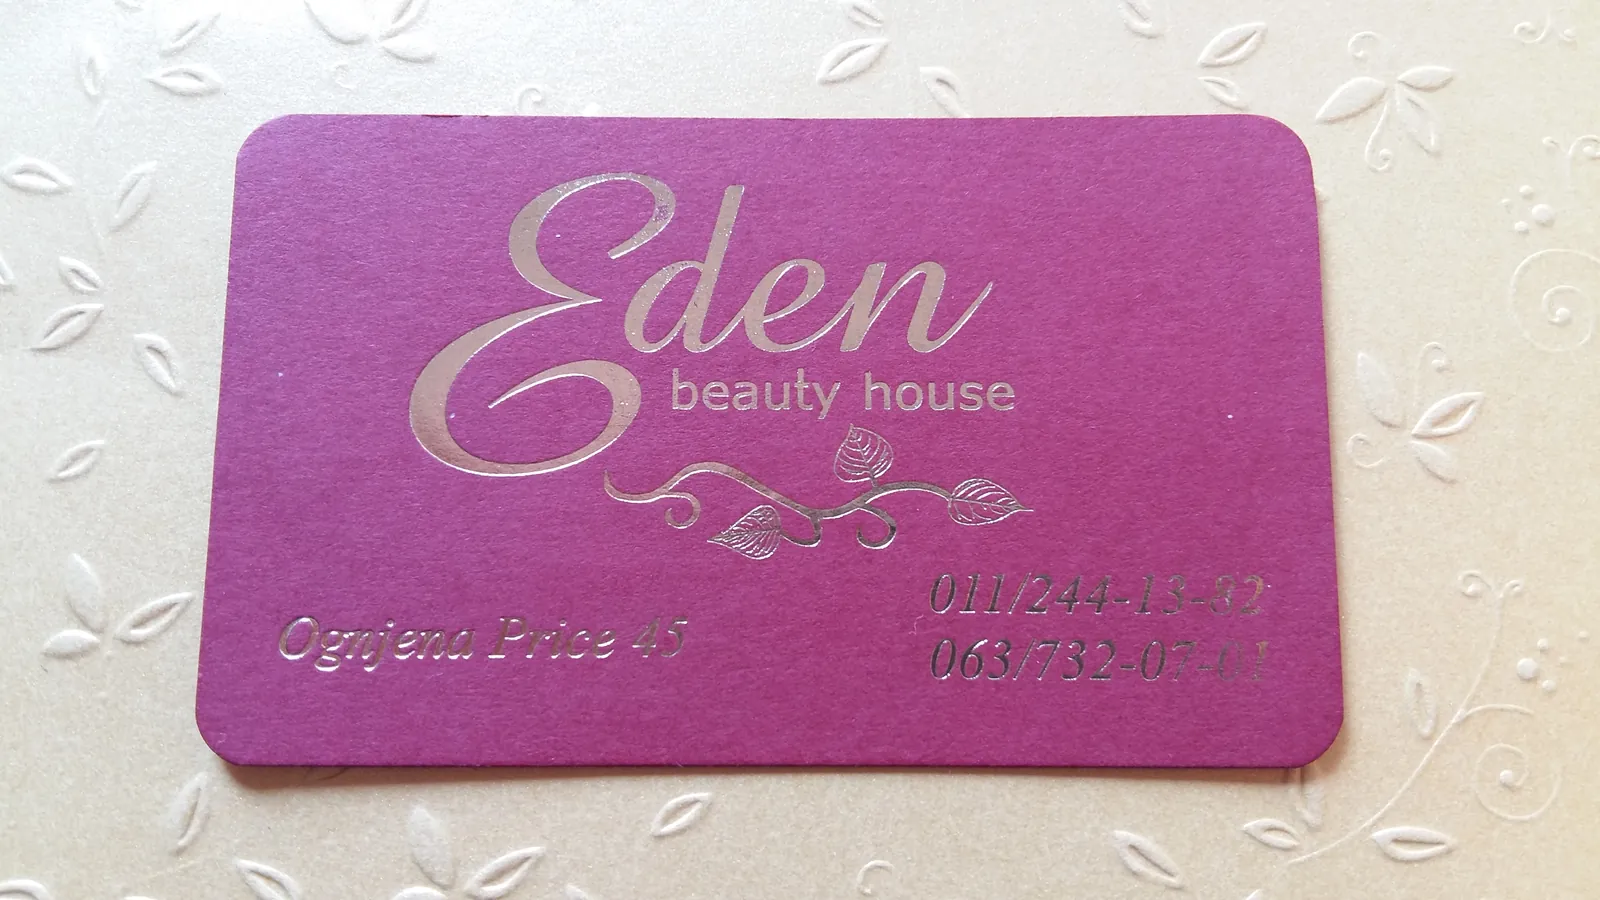 Eden
beauty house
Ognjena Price 45
011/244-13-82
063/732-07-01